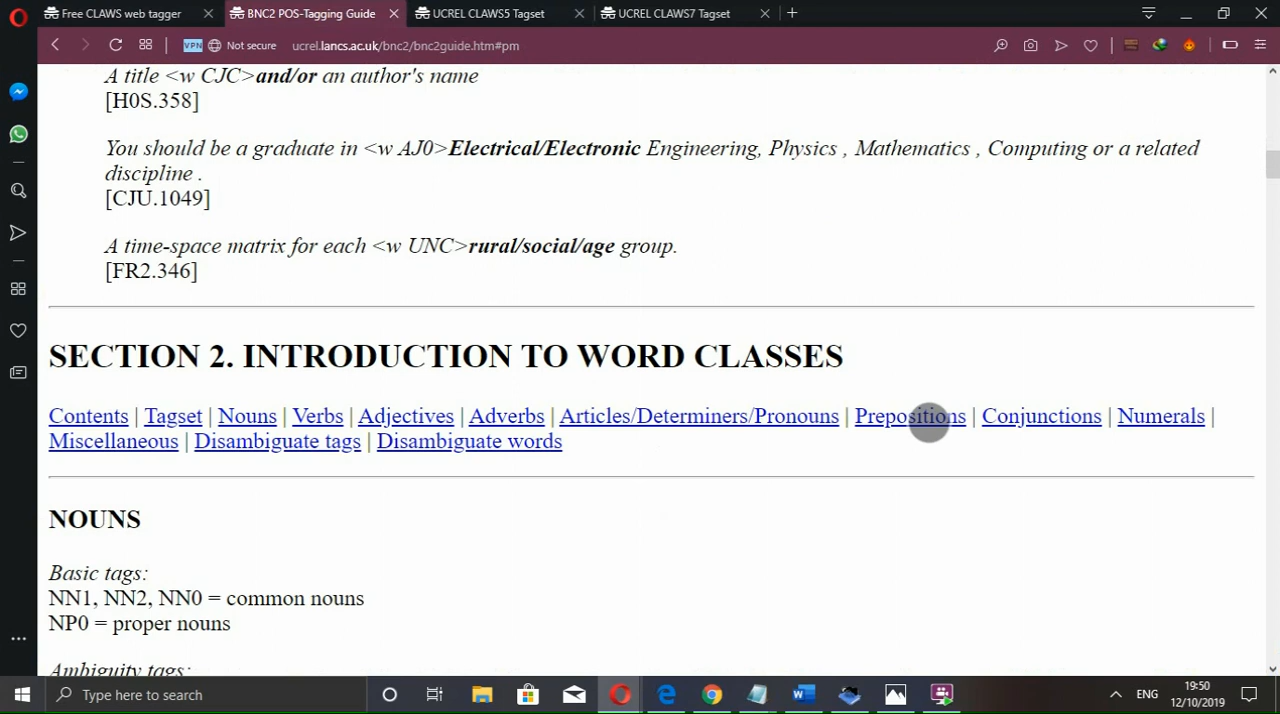 Free CLAWS web tagger
BNC2 POS-Tagging Guide
UCREL CLAWS5 Tagset
UCREL CLAWS7 Tagset
VPN Not secure ucrel.lancs.ac.uk/bnc2/bnc2guide.htm#pm
A title <w CJC>and/or an author's name
[H0S.358]
You should be a graduate in <w AJ0>Electrical/Electronic Engineering, Physics , Mathematics , Computing or a related
discipline .
[CJU.1049]
A time-space matrix for each <w UNC>rural/social/age group.
[FR2.346]
SECTION 2. INTRODUCTION TO WORD CLASSES
Contents | Tagset | Nouns | Verbs | Adjectives | Adverbs | Articles/Determiners/Pronouns | Prepositions | Conjunctions | Numerals |
Miscellaneous | Disambiguate tags | Disambiguate words
NOUNS
Basic tags:
NN1, NN2, NN0 = common nouns
NP0 = proper nouns
Ambiguity tags:
Type here to search
ENG
19:50
12/10/2019